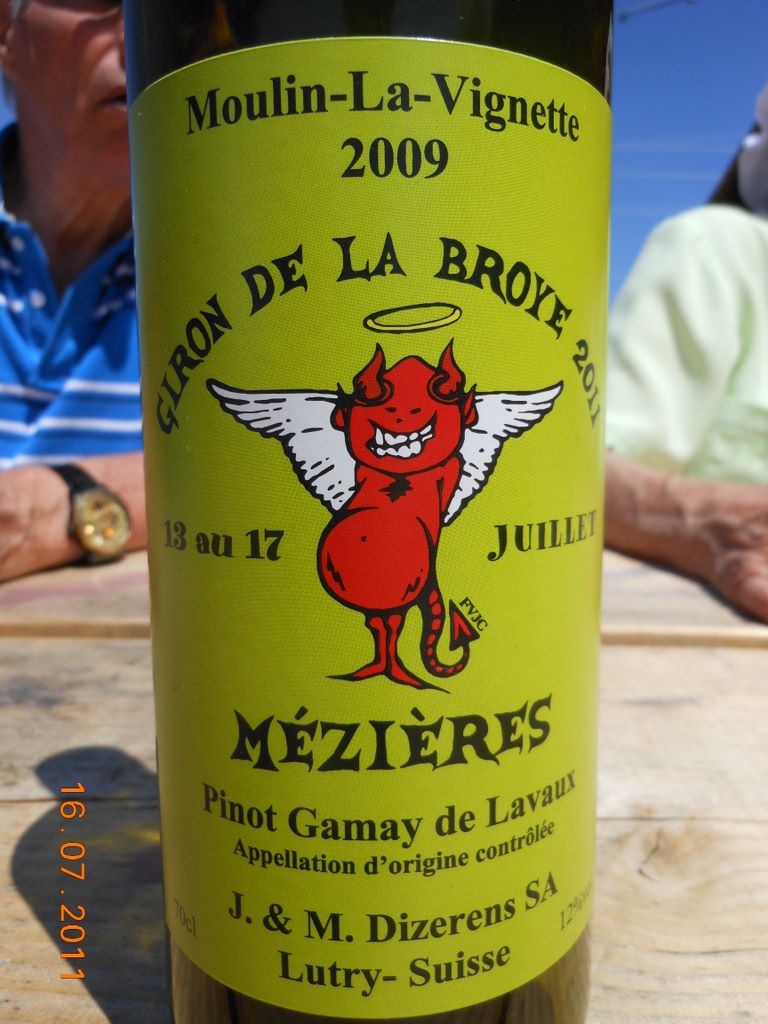 Moulin-La-Vignette
2009
GIRON DE LA BROYE 2011
13 au 17 JUILLET
FVJC
MÉZIÈRES
Pinot Gamay de Lavaux
Appellation d'origine contrôlée
70cl
J. & M. Dizerens SA
Lutry- Suisse
16.07.2011